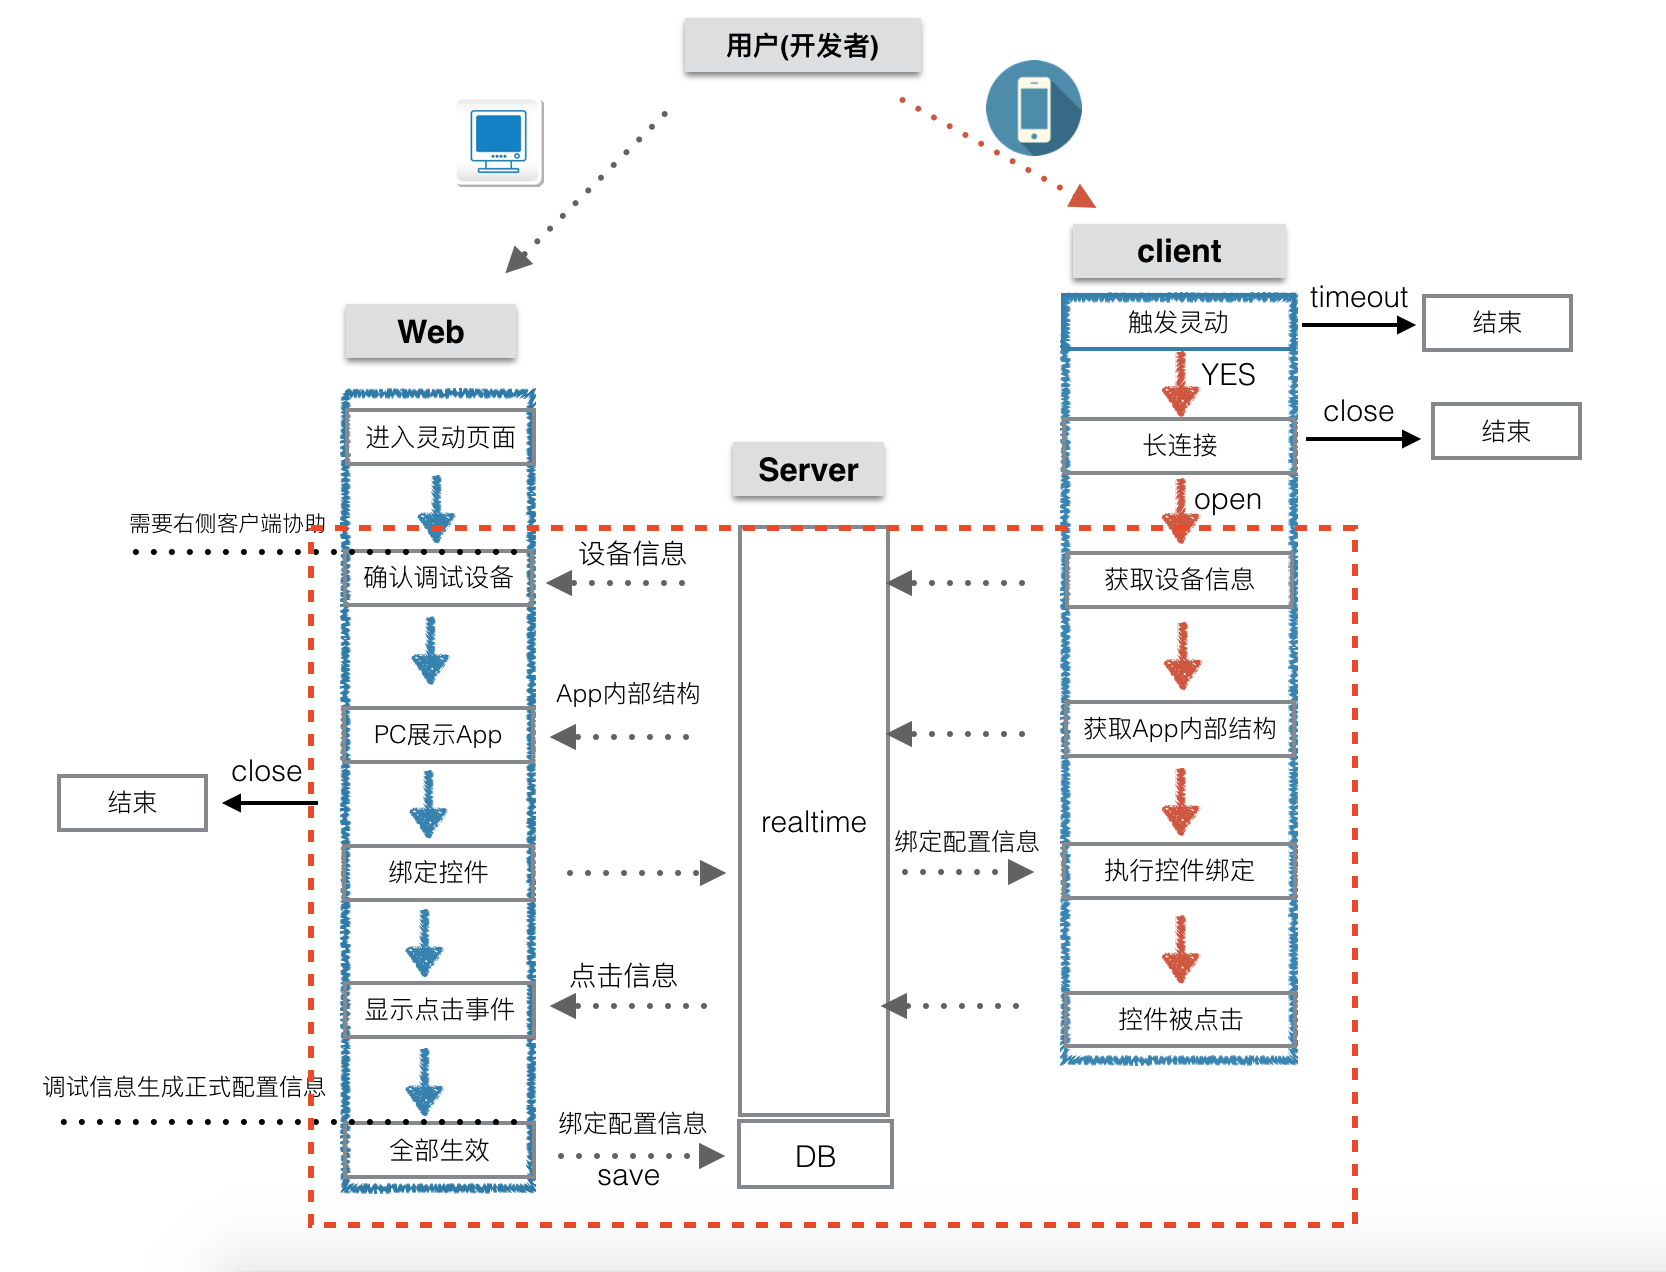 用户(开发者)
client
触发灵动
timeout
结束
Web
YES
close
结束
进入灵动页面
长连接
Server
open
需要右侧客户端协助
设备信息
确认调试设备
获取设备信息
App内部结构
PC展示App
获取App内部结构
close
结束
realtime
绑定配置信息
绑定控件
执行控件绑定
点击信息
显示点击事件
控件被点击
调试信息生成正式配置信息
绑定配置信息
全部生效
save
DB